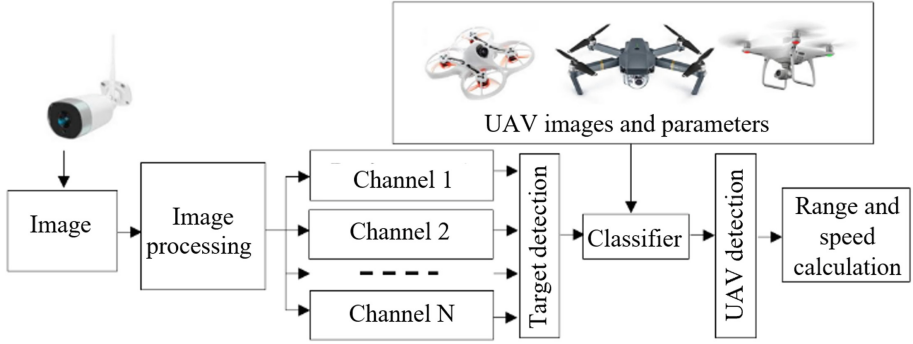 UAV images and parameters
Image
Image
processing
Channel 1
Channel 2
Channel N
Target detection
Classifier
UAV detection
Range and
speed
calculation